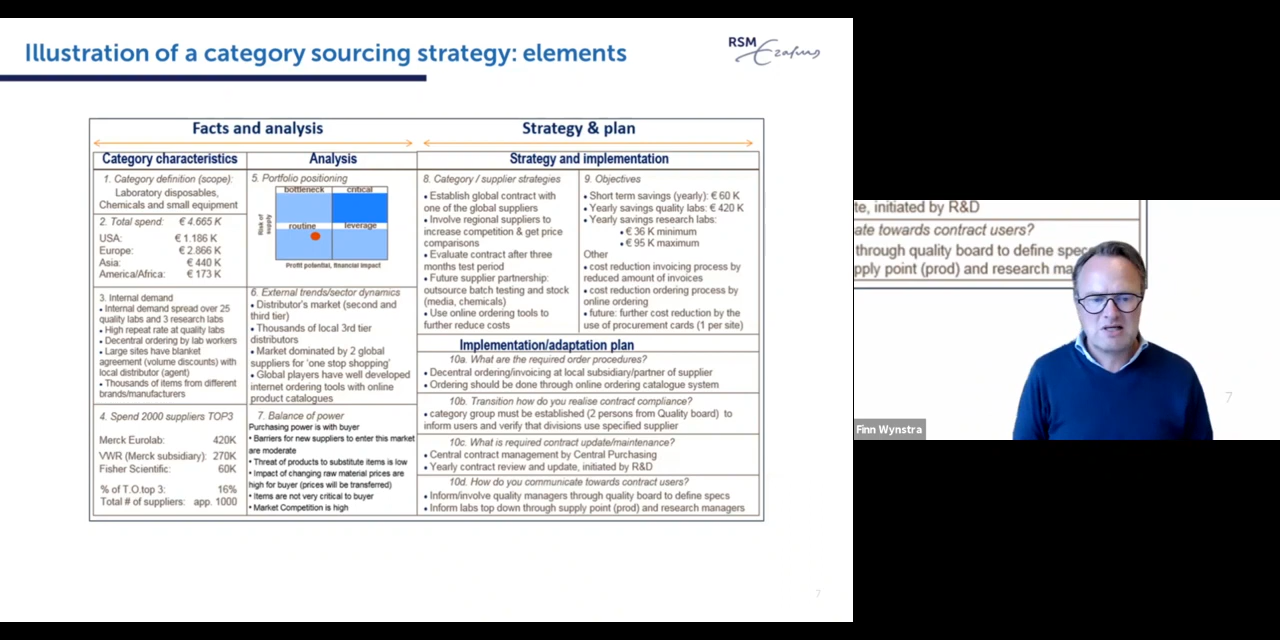 Illustration of a category sourcing strategy: elements
RSM
Erasmus
Facts and analysis
Strategy & plan
Category characteristics
Analysis
Strategy and implementation
1. Category definition (scope):
Laboratory disposables,
Chemicals and small equipment
2. Total spend: € 4.665 K
USA: € 1.186 K
Europe: € 2.866 K
Asia: € 440 K
America/Africa: € 173 K
3. Internal demand
• Internal demand spread over 25
quality labs and 3 research labs
• High repeat rate at quality labs
• Decentral ordering by lab workers
• Large sites have blanket
agreement (volume discounts) with
local distributor (agent)
• Thousands of items from different
brands/manufacturers
4. Spend 2000 suppliers TOP3
Merck Eurolab: 420K
VWR (Merck subsidiary): 270K
Fisher Scientific: 60K
% of T.O.top 3: 16%
Total # of suppliers: app. 1000
5. Portfolio positioning
bottleneck
critical
Risk of
supply
routine
leverage
Profit potential, financial impact
6. External trends/sector dynamics
• Distributor's market (second and
third tier)
• Thousands of local 3rd tier
distributors
• Market dominated by 2 global
suppliers for 'one stop shopping'
• Global players have well developed
internet ordering tools with online
product catalogues
7. Balance of power
Purchasing power is with buyer
• Barriers for new suppliers to enter this market
are moderate
• Threat of products to substitute items is low
• Impact of changing raw material prices are
high for buyer (prices will be transferred)
• Items are not very critical to buyer
• Market Competition is high
8. Category / supplier strategies
• Establish global contract with
one of the global suppliers
• Involve regional suppliers to
increase competition & get price
comparisons
• Evaluate contract after three
months test period
• Future supplier partnership:
outsource batch testing and stock
(media, chemicals)
• Use online ordering tools to
further reduce costs
9. Objectives
• Short term savings (yearly): € 60 K
• Yearly savings quality labs: € 420 K
• Yearly savings research labs:
• € 36 K minimum
• € 95 K maximum
Other
• cost reduction invoicing process by
reduced amount of invoices
• cost reduction ordering process by
online ordering
• future: further cost reduction by the
use of procurement cards (1 per site)
Implementation/adaptation plan
10a. What are the required order procedures?
• Decentral ordering/invoicing at local subsidiary/partner of supplier
• Ordering should be done through online ordering catalogue system
10b. Transition how do you realise contract compliance?
• category group must be established (2 persons from Quality board) to
inform users and verify that divisions use specified supplier
10c. What is required contract update/maintenance?
• Central contract management by Central Purchasing
• Yearly contract review and update, initiated by R&D
10d. How do you communicate towards contract users?
• Inform/involve quality managers through quality board to define specs
• Inform labs top down through supply point (prod) and research managers
7
te, initiated by R&D
ate towards contract users?
through quality board to define spec
pply point (prod) and research ma
7
Finn Wynstra